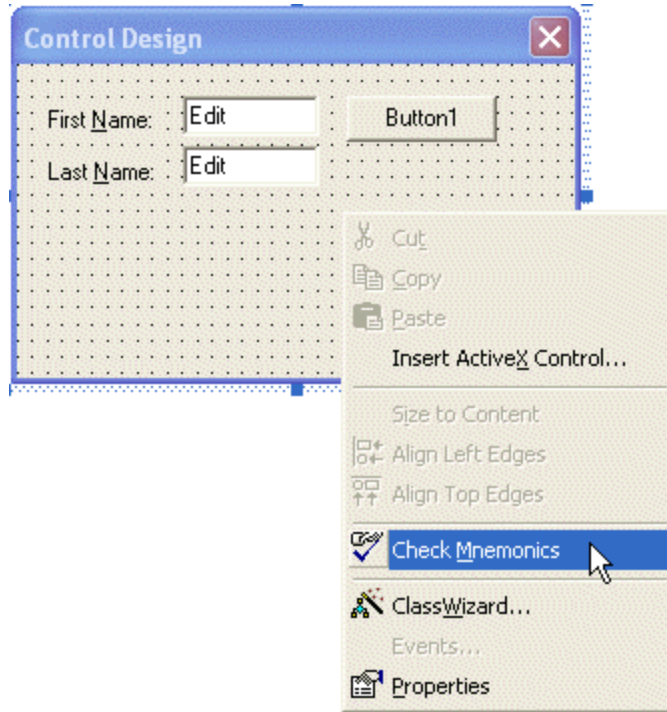 Control Design
First Name: Edit Button1
Last Name: Edit
Cut
Copy
Paste
Insert ActiveX Control...
Size to Content
Align Left Edges
Align Top Edges
Check Mnemonics
ClassWizard...
Events...
Properties